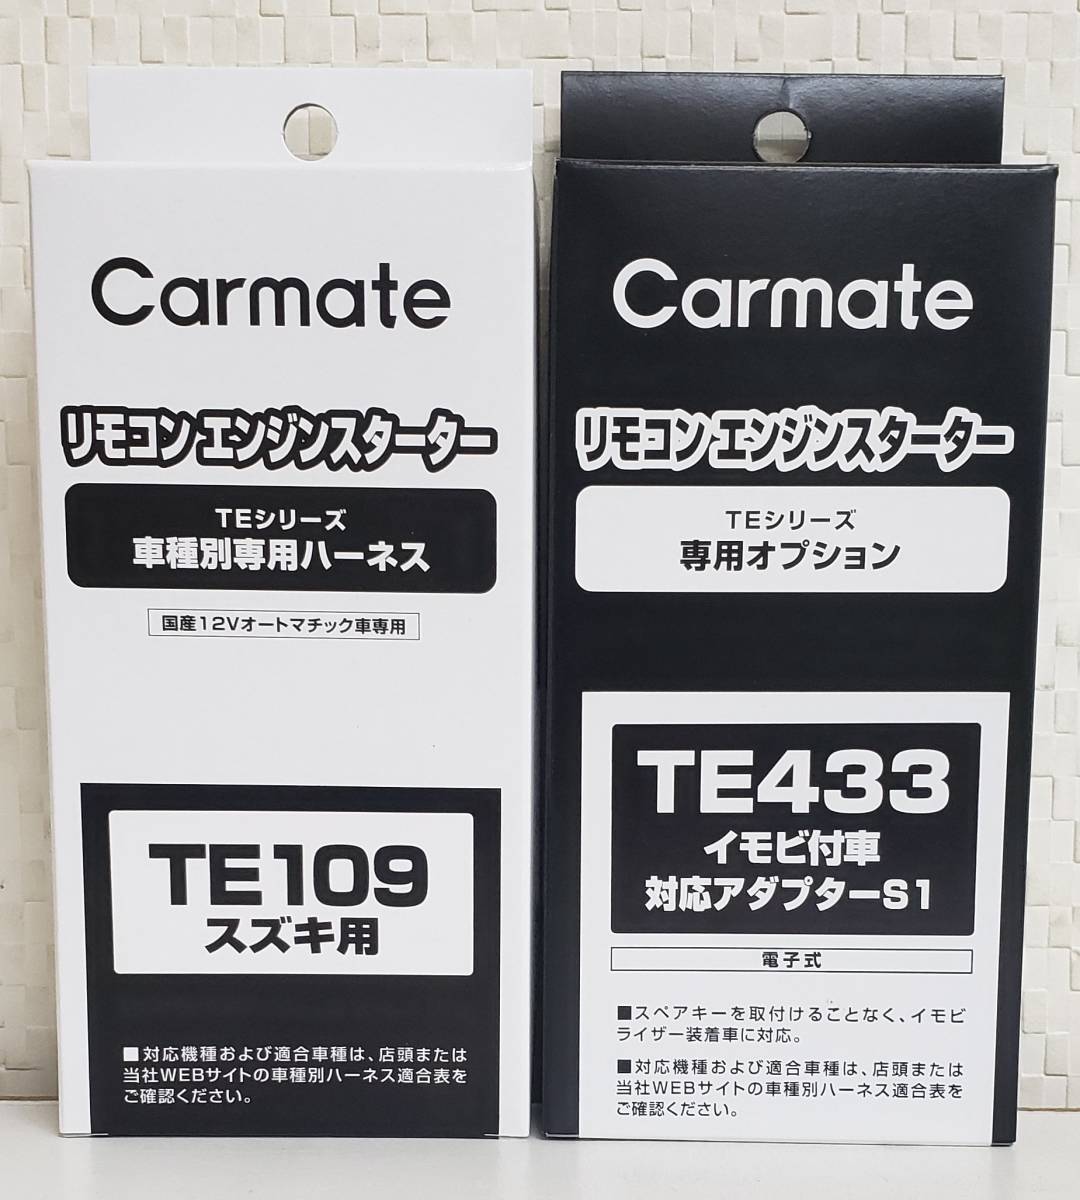 Carmate
リモコンエンジンスターター
TEシリーズ
車種別専用ハーネス
国産12Vオートマチック車専用
TE109
スズキ用
■対応機種および適合車種は、店頭または
当社WEBサイトの車種別ハーネス適合表を
ご確認ください。
Carmate
リモコンエンジンスターター
TEシリーズ
専用オプション
TE433
イモビ付車
対応アダプターS1
電子式
■スペアキーを取付けることなく、イモビ
ライザー装着車に対応。
■対応機種および適合車種は、店頭または
当社WEBサイトの車種別ハーネス適合表を
ご確認ください。